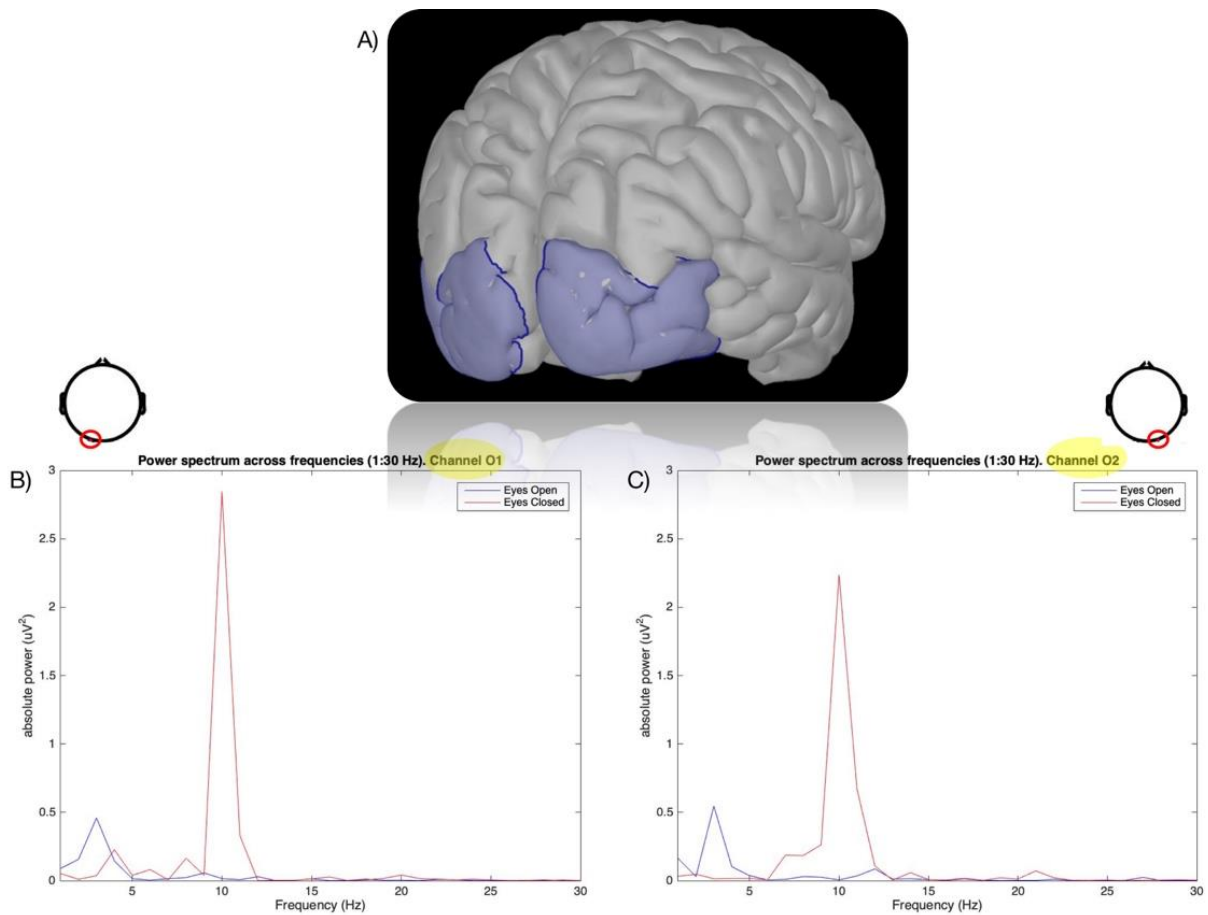 A)
B)
Power spectrum across frequencies (1:30 Hz). Channel O1
Eyes Open
Eyes Closed
3
2.5
2
1.5
1
0.5
0
absolute power (uV²)
5
10
15
20
25
30
Frequency (Hz)
C)
Power spectrum across frequencies (1:30 Hz). Channel O2
Eyes Open
Eyes Closed
3
2.5
2
1.5
1
0.5
0
absolute power (uV²)
5
10
15
20
25
30
Frequency (Hz)